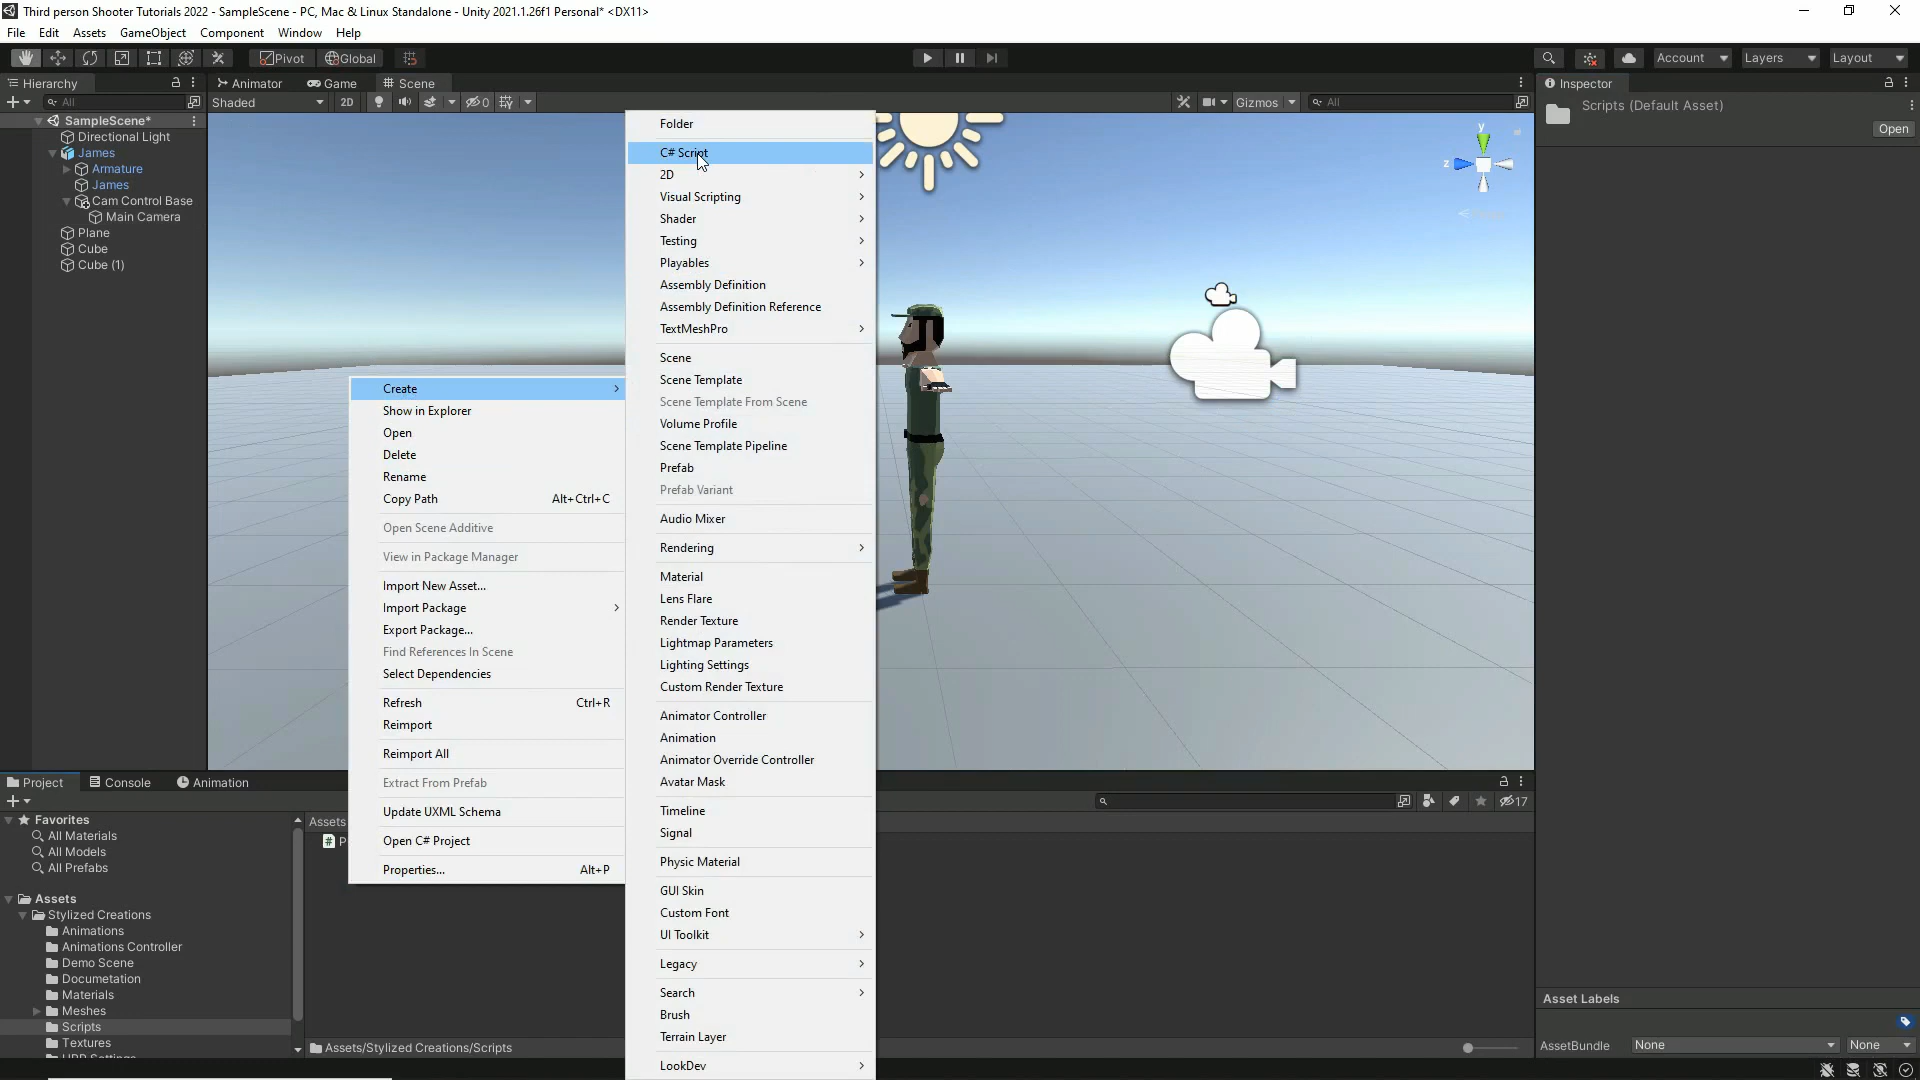 Third person Shooter Tutorials 2022 - SampleScene - PC, Mac & Linux Standalone - Unity 2021.1.26f1 Personal* <DX11>
File Edit Assets GameObject Component Window Help
Pivot Global Account Layers Layout
Hierarchy Animator Game Scene Inspector
All Shaded 2D 0 Gizmos All
Scripts (Default Asset)
Open
SampleScene*
Directional Light
James
Armature
James
Cam Control Base
Main Camera
Plane
Cube
Cube (1)
y
z
Create
Show in Explorer
Open
Delete
Rename
Copy Path Alt+Ctrl+C
Open Scene Additive
View in Package Manager
Import New Asset...
Import Package
Export Package...
Find References In Scene
Select Dependencies
Refresh Ctrl+R
Reimport
Reimport All
Extract From Prefab
Update UXML Schema
Open C# Project
Properties... Alt+P
Folder
C# Script
2D
Visual Scripting
Shader
Testing
Playables
Assembly Definition
Assembly Definition Reference
TextMeshPro
Scene
Scene Template
Scene Template From Scene
Volume Profile
Scene Template Pipeline
Prefab
Prefab Variant
Audio Mixer
Rendering
Material
Lens Flare
Render Texture
Lightmap Parameters
Lighting Settings
Custom Render Texture
Animator Controller
Animation
Animator Override Controller
Avatar Mask
Timeline
Signal
Physic Material
GUI Skin
Custom Font
UI Toolkit
Legacy
Search
Brush
Terrain Layer
LookDev
Project Console Animation
17
Favorites
All Materials
All Models
All Prefabs
Assets
Stylized Creations
Animations
Animations Controller
Demo Scene
Documetation
Materials
Meshes
Scripts
Textures
Assets
P
Assets/Stylized Creations/Scripts
Asset Labels
AssetBundle None None